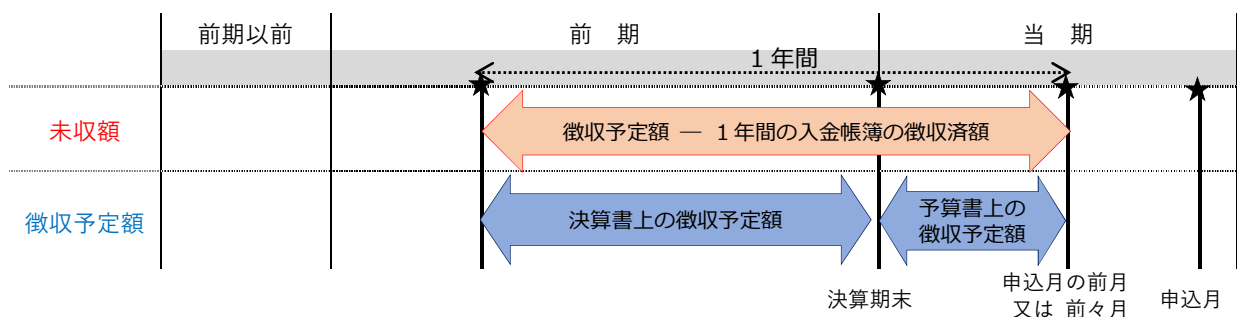 前期以前
前　期
当　期
１年間
未収額
徴収予定額 ― １年間の入金帳簿の徴収済額
徴収予定額
決算書上の徴収予定額
予算書上の
徴収予定額
決算期末
申込月の前月
又は 前々月
申込月